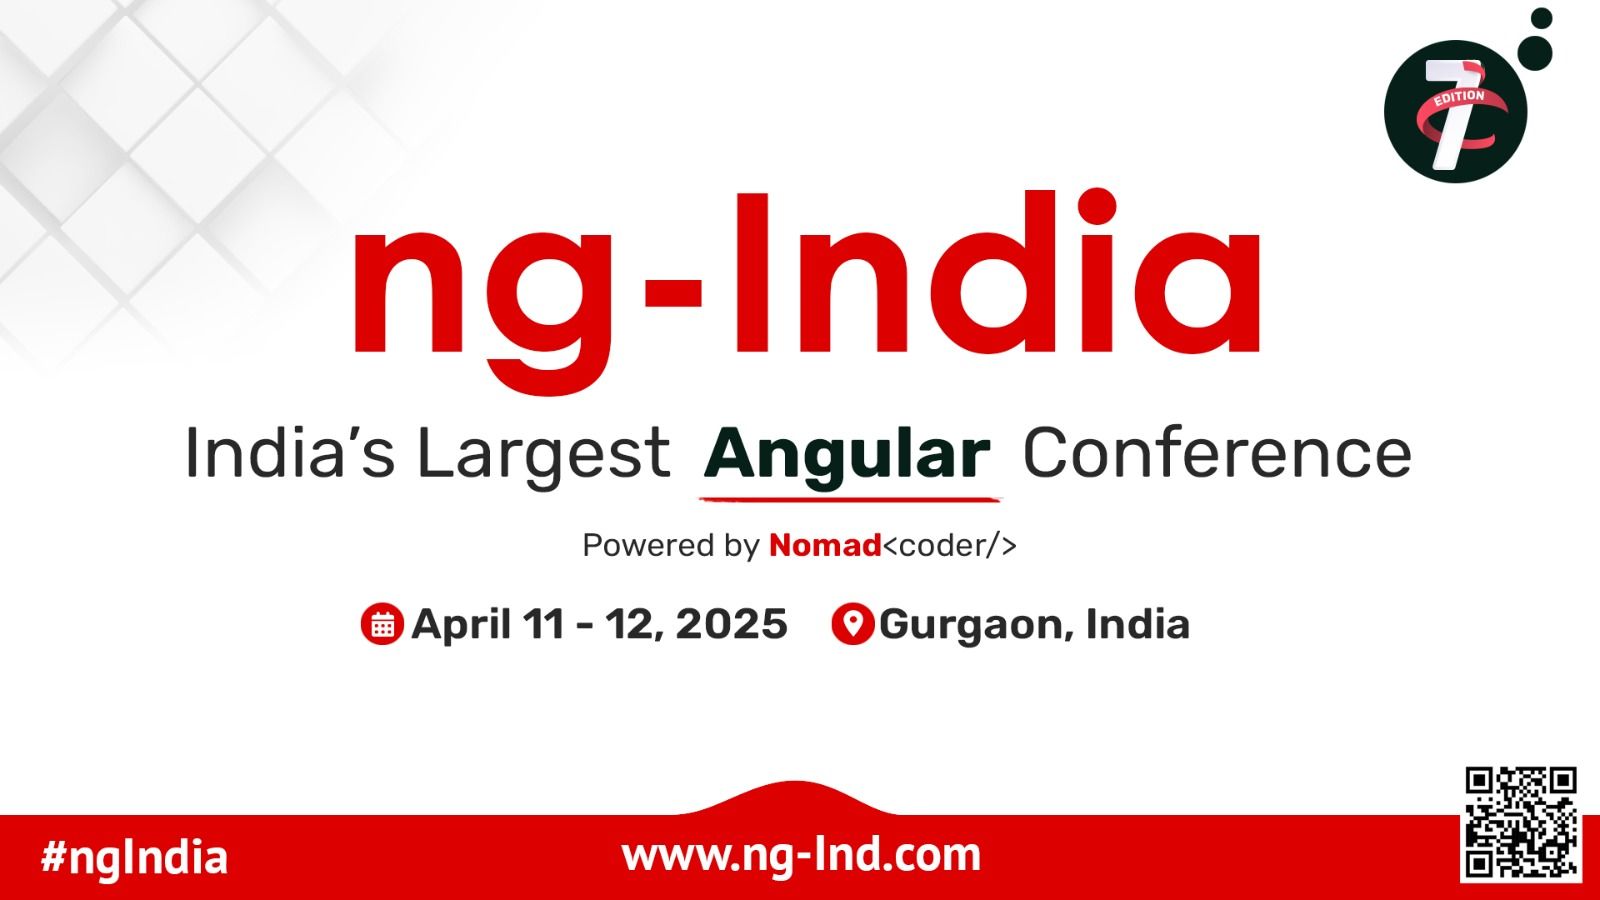 7
EDITION
ng-India
India's Largest Angular Conference
Powered by Nomad<coder/>
April 11 - 12, 2025 Gurgaon, India
#ngIndia
www.ng-Ind.com